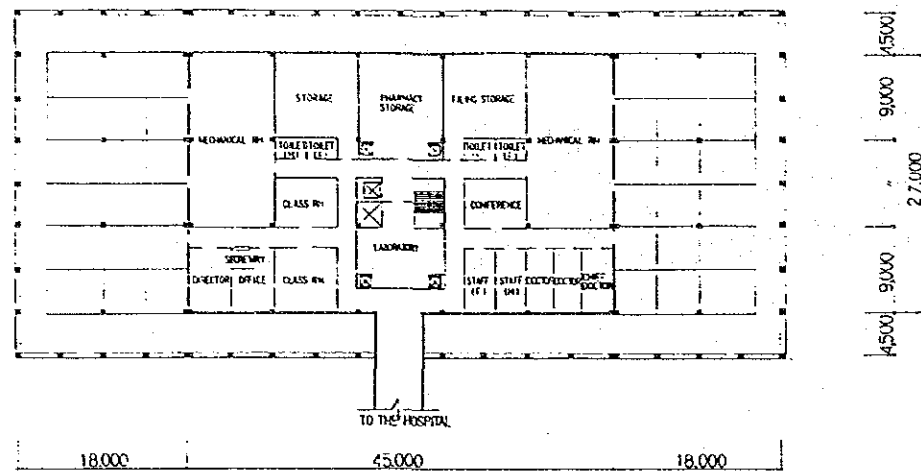 STORAGE
PHARMACY STORAGE
FILING STORAGE
MECHANICAL RM
TOILET TOILET
TOILET TOILET
MECHANICAL RM
CLASS RM
CONFERENCE
LABORATORY
SECRETARY
DIRECTOR
OFFICE
CLASS RM
STAFF (F)
STAFF (M)
DOCTOR
DOCTOR
CHIEF DOCTOR
TO THE HOSPITAL
18.000
45.000
18.000
4,500
9,000
"
27,000
9,000
4,500